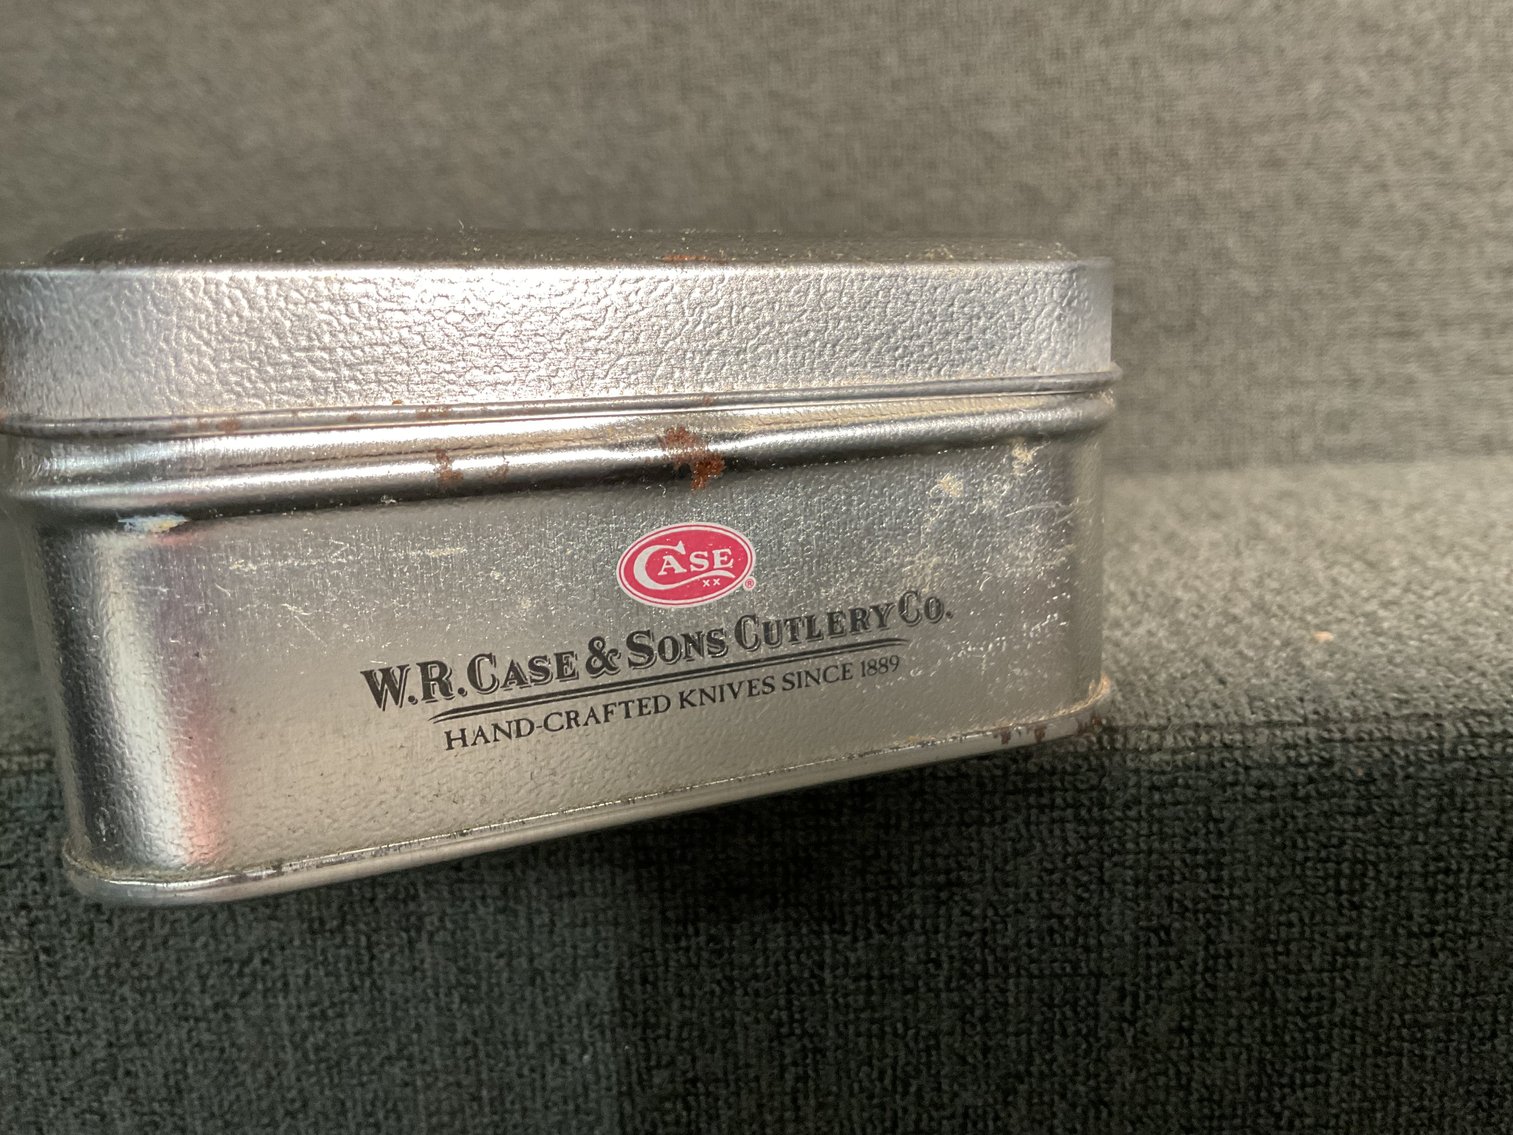 CASE
XX ®
W.R. CASE & SONS CUTLERY CO.
HAND-CRAFTED KNIVES SINCE 1889